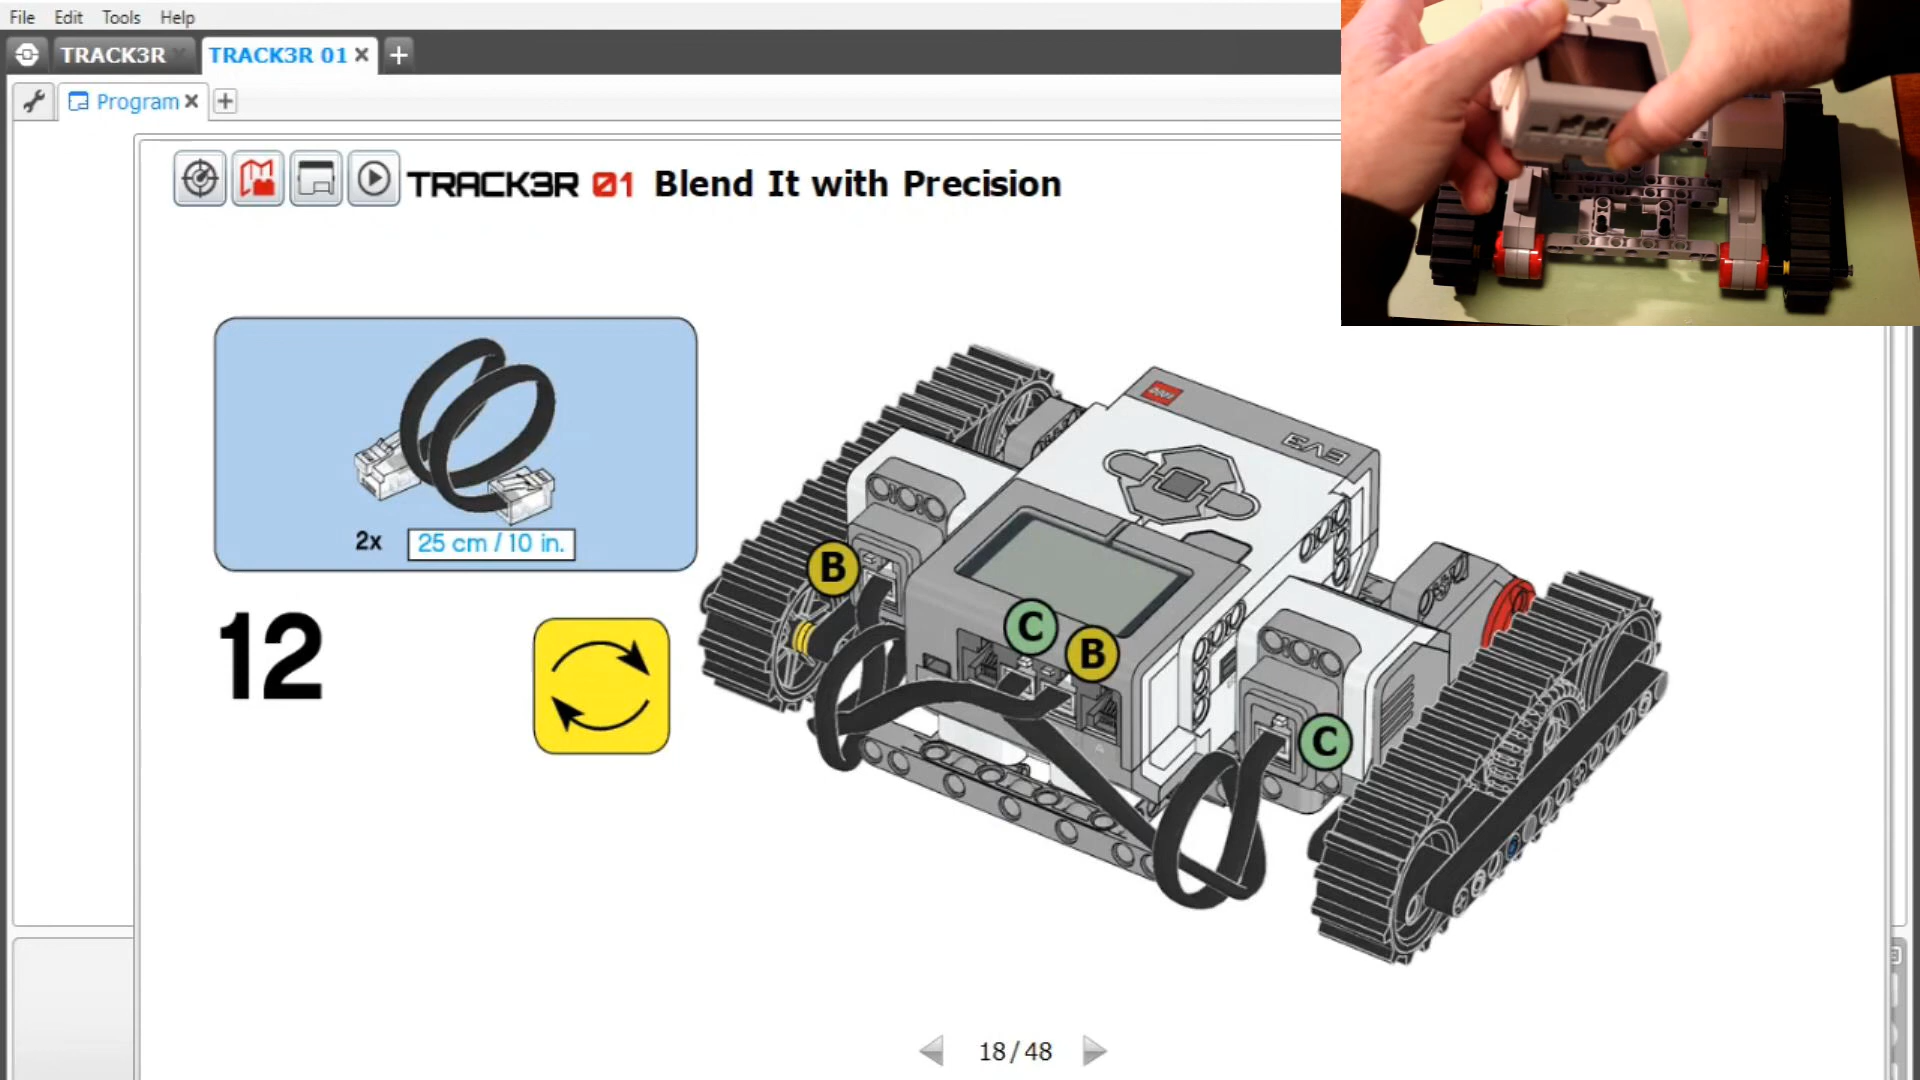 File Edit Tools Help
TRACK3R TRACK3R 01
Program
TRACK3R 01 Blend It with Precision
EV3
B
C
B
C
A
2x 25 cm / 10 in.
12
18/48